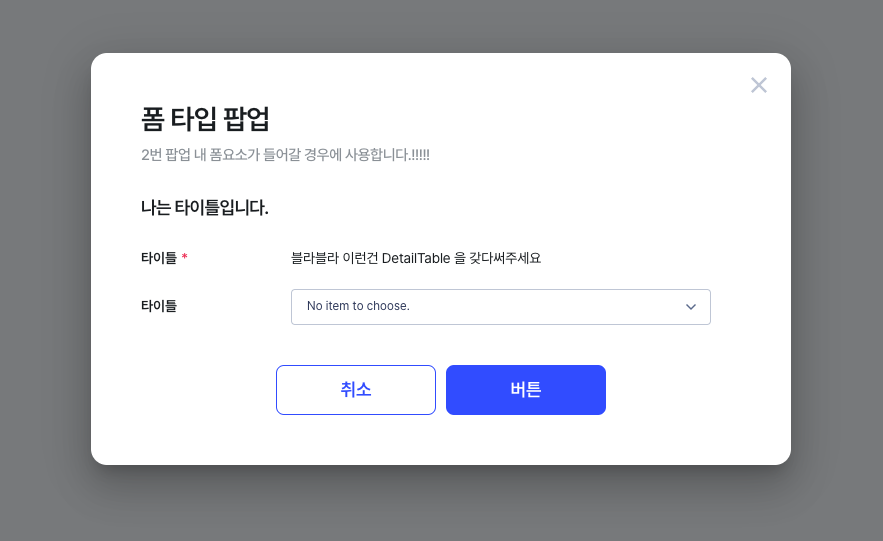 폼 타입 팝업
2번 팝업 내 폼요소가 들어갈 경우에 사용합니다.!!!!!
나는 타이틀입니다.
타이틀 *
블라블라 이런건 DetailTable 을 갖다써주세요
타이틀
No item to choose.
취소
버튼